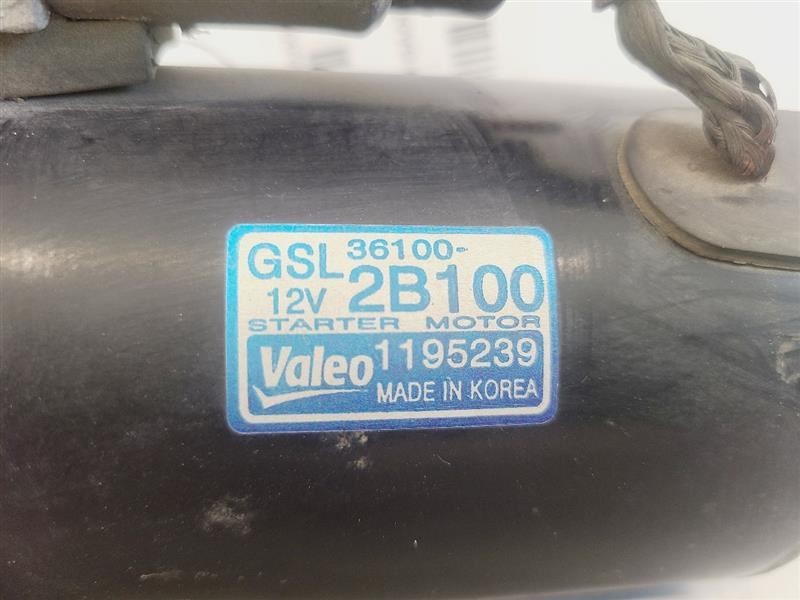 GSL 36100-
12V 2B100
STARTER MOTOR
Valeo 1195239
MADE IN KOREA